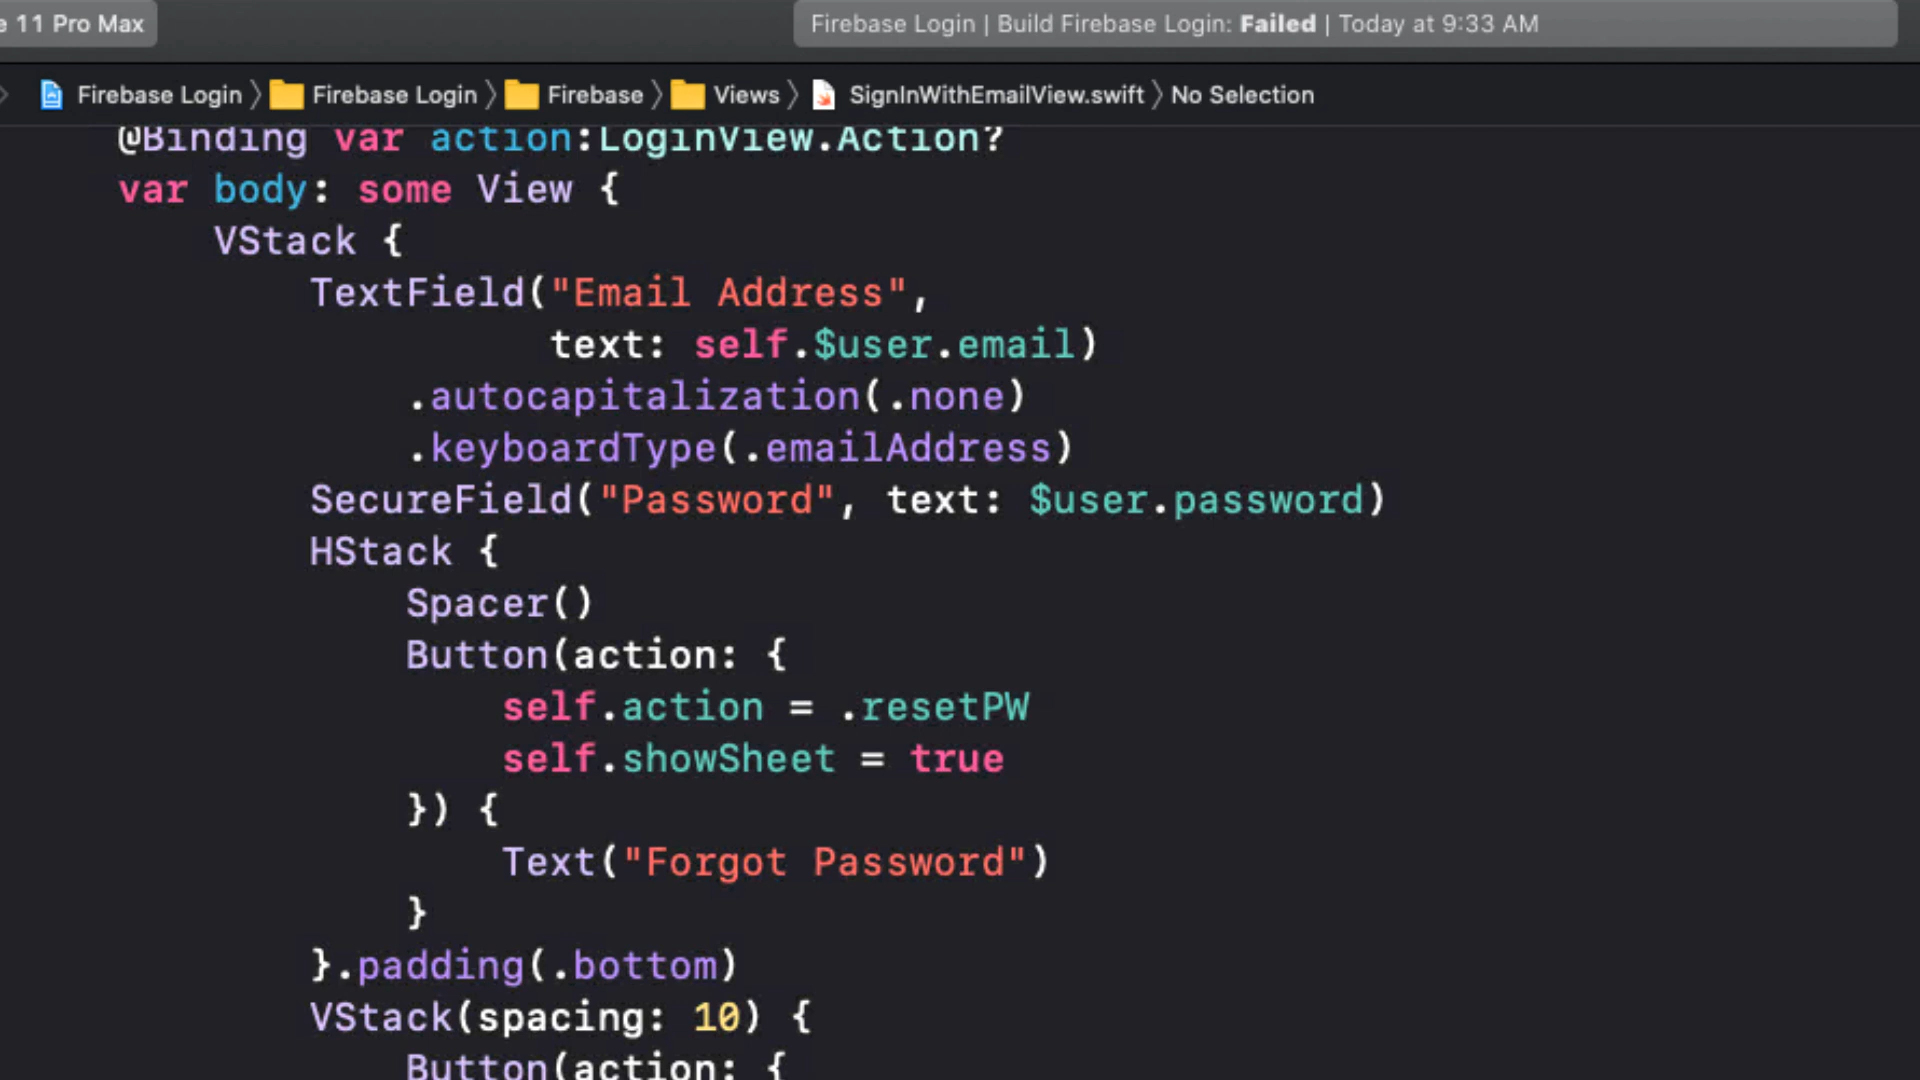 e 11 Pro Max
Firebase Login | Build Firebase Login: Failed | Today at 9:33 AM
Firebase Login 〉 Firebase Login 〉 Firebase 〉 Views 〉 SignInWithEmailView.swift 〉 No Selection
@Binding var action:LoginView.Action?
var body: some View {
VStack {
TextField("Email Address",
text: self.$user.email)
.autocapitalization(.none)
.keyboardType(.emailAddress)
SecureField("Password", text: $user.password)
HStack {
Spacer()
Button(action: {
self.action = .resetPW
self.showSheet = true
}) {
Text("Forgot Password")
}
}.padding(.bottom)
VStack(spacing: 10) {
Button(action: {